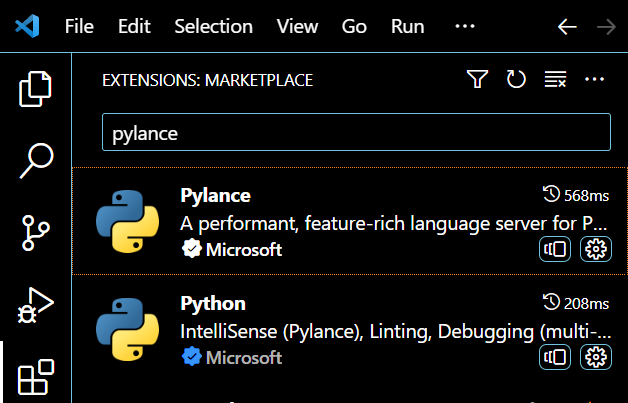 File Edit Selection View Go Run ...
EXTENSIONS: MARKETPLACE
pylance
Pylance 568ms
A performant, feature-rich language server for P...
Microsoft
Python 208ms
IntelliSense (Pylance), Linting, Debugging (multi-...
Microsoft